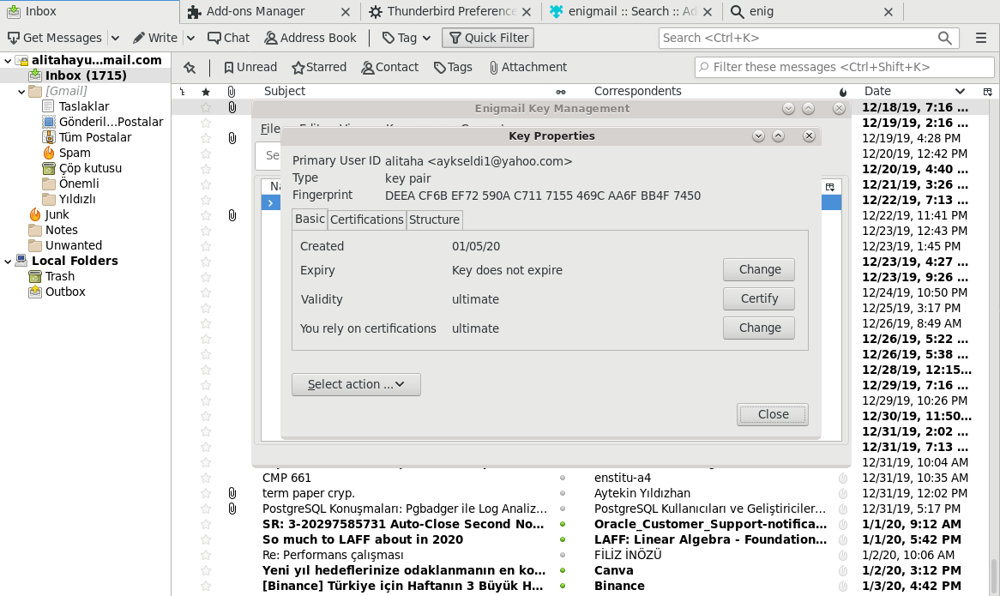 Inbox
Add-ons Manager
Thunderbird Preference
enigmail :: Search :: Ad
enig
Get Messages
Write
Chat
Address Book
Tag
Quick Filter
Search <Ctrl+K>
alitahayu...mail.com
Inbox (1715)
[Gmail]
Taslaklar
Gönderil...Postalar
Tüm Postalar
Spam
Çöp kutusu
Önemli
Yıldızlı
Junk
Notes
Unwanted
Local Folders
Trash
Outbox
Unread
Starred
Contact
Tags
Attachment
Filter these messages <Ctrl+Shift+K>
Subject
Correspondents
Date
Enigmail Key Management
File
Se
Na
Key Properties
Primary User ID alitaha <aykseldi1@yahoo.com>
Type key pair
Fingerprint DEEA CF6B EF72 590A C711 7155 469C AA6F BB4F 7450
Basic Certifications Structure
Created 01/05/20
Expiry Key does not expire Change
Validity ultimate Certify
You rely on certifications ultimate Change
Select action ...
Close
12/18/19, 7:16 ...
12/19/19, 2:16 ...
12/19/19, 4:28 PM
12/20/19, 12:42 PM
12/20/19, 4:40 ...
12/21/19, 3:26 ...
12/22/19, 7:13 ...
12/22/19, 11:41 PM
12/23/19, 12:43 PM
12/23/19, 1:45 PM
12/23/19, 4:27 ...
12/23/19, 9:26 ...
12/24/19, 10:50 PM
12/25/19, 3:17 PM
12/26/19, 8:49 AM
12/26/19, 5:22 ...
12/26/19, 5:38 ...
12/28/19, 12:15...
12/29/19, 7:16 ...
12/29/19, 10:26 PM
12/30/19, 11:50...
12/31/19, 2:02 ...
12/31/19, 7:13 ...
12/31/19, 10:04 AM
CMP 661 enstitu-a4 12/31/19, 10:35 AM
term paper cryp. Aytekin Yıldızhan 12/31/19, 12:02 PM
PostgreSQL Konuşmaları: Pgbadger ile Log Analiz... PostgreSQL Kullanıcıları ve Geliştiriciler... 12/31/19, 5:17 PM
SR: 3-20297585731 Auto-Close Second No... Oracle_Customer_Support-notifica... 1/1/20, 9:12 AM
So much to LAFF about in 2020 LAFF: Linear Algebra - Foundation... 1/1/20, 5:42 PM
Re: Performans çalışması FİLİZ İNÖZÜ 1/2/20, 10:06 AM
Yeni yıl hedeflerinize odaklanmanın en ko... Canva 1/2/20, 3:12 PM
[Binance] Türkiye için Haftanın 3 Büyük H... Binance 1/3/20, 4:42 PM